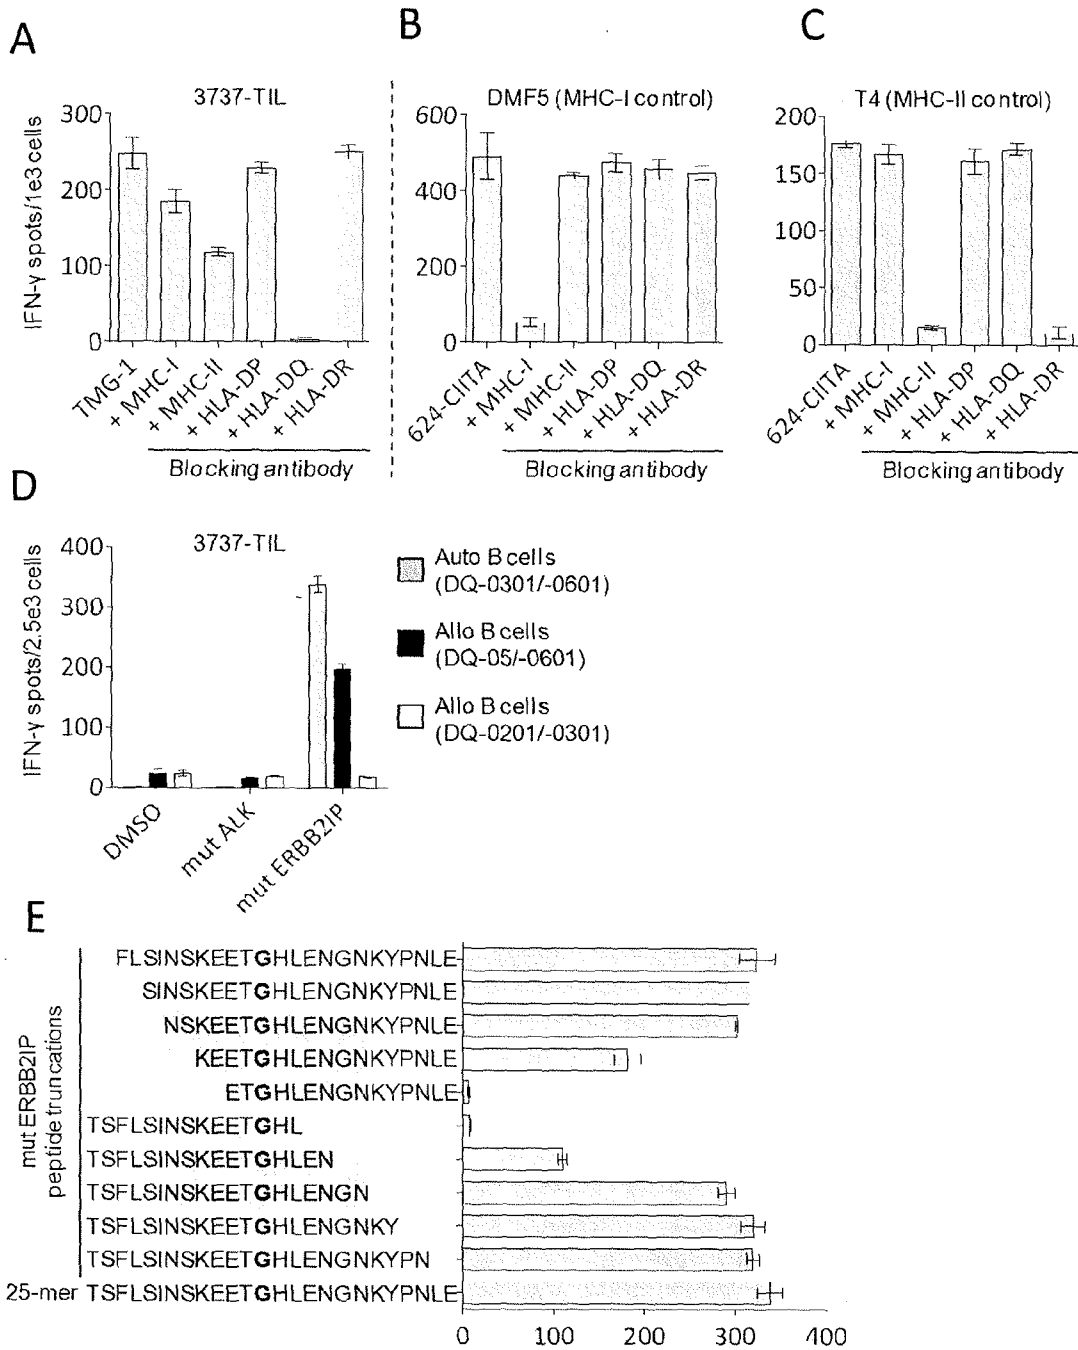 A
3737-TIL
IFN-γ spots/1e3 cells
300
200
100
0
TMG-1
+ MHC-I
+ MHC-II
+ HLA-DP
+ HLA-DQ
+ HLA-DR
Blocking antibody
B
DMF5 (MHC-I control)
600
400
200
0
624-CIITA
+ MHC-I
+ MHC-II
+ HLA-DP
+ HLA-DQ
+ HLA-DR
Blocking antibody
C
T4 (MHC-II control)
200
150
100
50
0
624-CIITA
+ MHC-I
+ MHC-II
+ HLA-DP
+ HLA-DQ
+ HLA-DR
Blocking antibody
D
3737-TIL
IFN-γ spots/2.5e3 cells
400
300
200
100
0
DMSO
mut ALK
mut ERBB2IP
Auto B cells
(DQ-0301/-0601)
Allo B cells
(DQ-05/-0601)
Allo B cells
(DQ-0201/-0301)
E
mut ERBB2IP
peptide truncations
FLSINSKEETGHLENGNKYPNLE
SINSKEETGHLENGNKYPNLE
NSKEETGHLENGNKYPNLE
KEETGHLENGNKYPNLE
ETGHLENGNKYPNLE
TSFLSINSKEETGHL
TSFLSINSKEETGHLEN
TSFLSINSKEETGHLENGN
TSFLSINSKEETGHLENGNKY
TSFLSINSKEETGHLENGNKYPN
25-mer TSFLSINSKEETGHLENGNKYPNLE
0 100 200 300 400